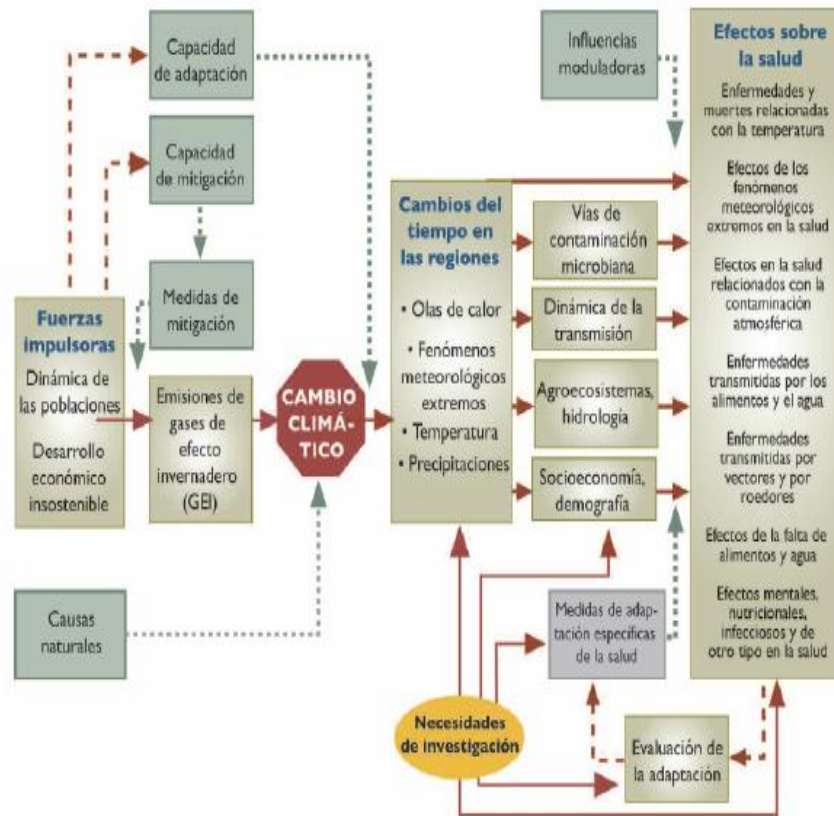 Capacidad
de adaptación
Capacidad
de mitigación
Medidas de
mitigación
Fuerzas
impulsoras
Dinámica de
las poblaciones
Desarrollo
económico
insostenible
Emisiones de
gases de
efecto
invernadero
(GEI)
CAMBIO
CLIMÁ-
TICO
Causas
naturales
Influencias
moduladoras
Cambios del
tiempo en
las regiones
• Olas de calor
• Fenómenos
meteorológicos
extremos
• Temperatura
• Precipitaciones
Vías de
contaminación
microbiana
Dinámica de la
transmisión
Agroecosistemas,
hidrología
Socioeconomía,
demografía
Medidas de adap-
tación específicas
de la salud
Necesidades
de investigación
Evaluación de
la adaptación
Efectos sobre
la salud
Enfermedades y
muertes relacionadas
con la temperatura
Efectos de los
fenómenos
meteorológicos
extremos en la salud
Efectos en la salud
relacionados con la
contaminación
atmosférica
Enfermedades
transmitidas por los
alimentos y el agua
Enfermedades
transmitidas por
vectores y por
roedores
Efectos de la falta de
alimentos y agua
Efectos mentales,
nutricionales,
infecciosos y de
otro tipo en la salud